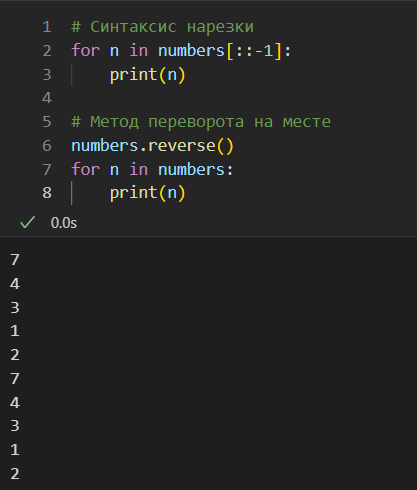 1 # Синтаксис нарезки
2 for n in numbers[::-1]:
3     print(n)
4
5 # Метод переворота на месте
6 numbers.reverse()
7 for n in numbers:
8     print(n)
0.0s
7
4
3
1
2
7
4
3
1
2